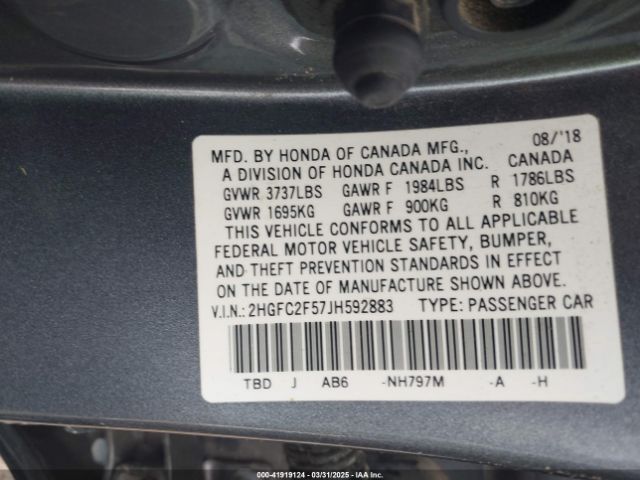 MFD. BY HONDA OF CANADA MFG., 08/'18
A DIVISION OF HONDA CANADA INC. CANADA
GVWR 3737LBS GAWR F 1984LBS R 1786LBS
GVWR 1695KG GAWR F 900KG R 810KG
THIS VEHICLE CONFORMS TO ALL APPLICABLE
FEDERAL MOTOR VEHICLE SAFETY, BUMPER,
AND THEFT PREVENTION STANDARDS IN EFFECT
ON THE DATE OF MANUFACTURE SHOWN ABOVE.
V.I.N.: 2HGFC2F57JH592883 TYPE: PASSENGER CAR
TBD J AB6 -NH797M -A -H
000-41919124 | 03/31/2025 - IAAI.COM